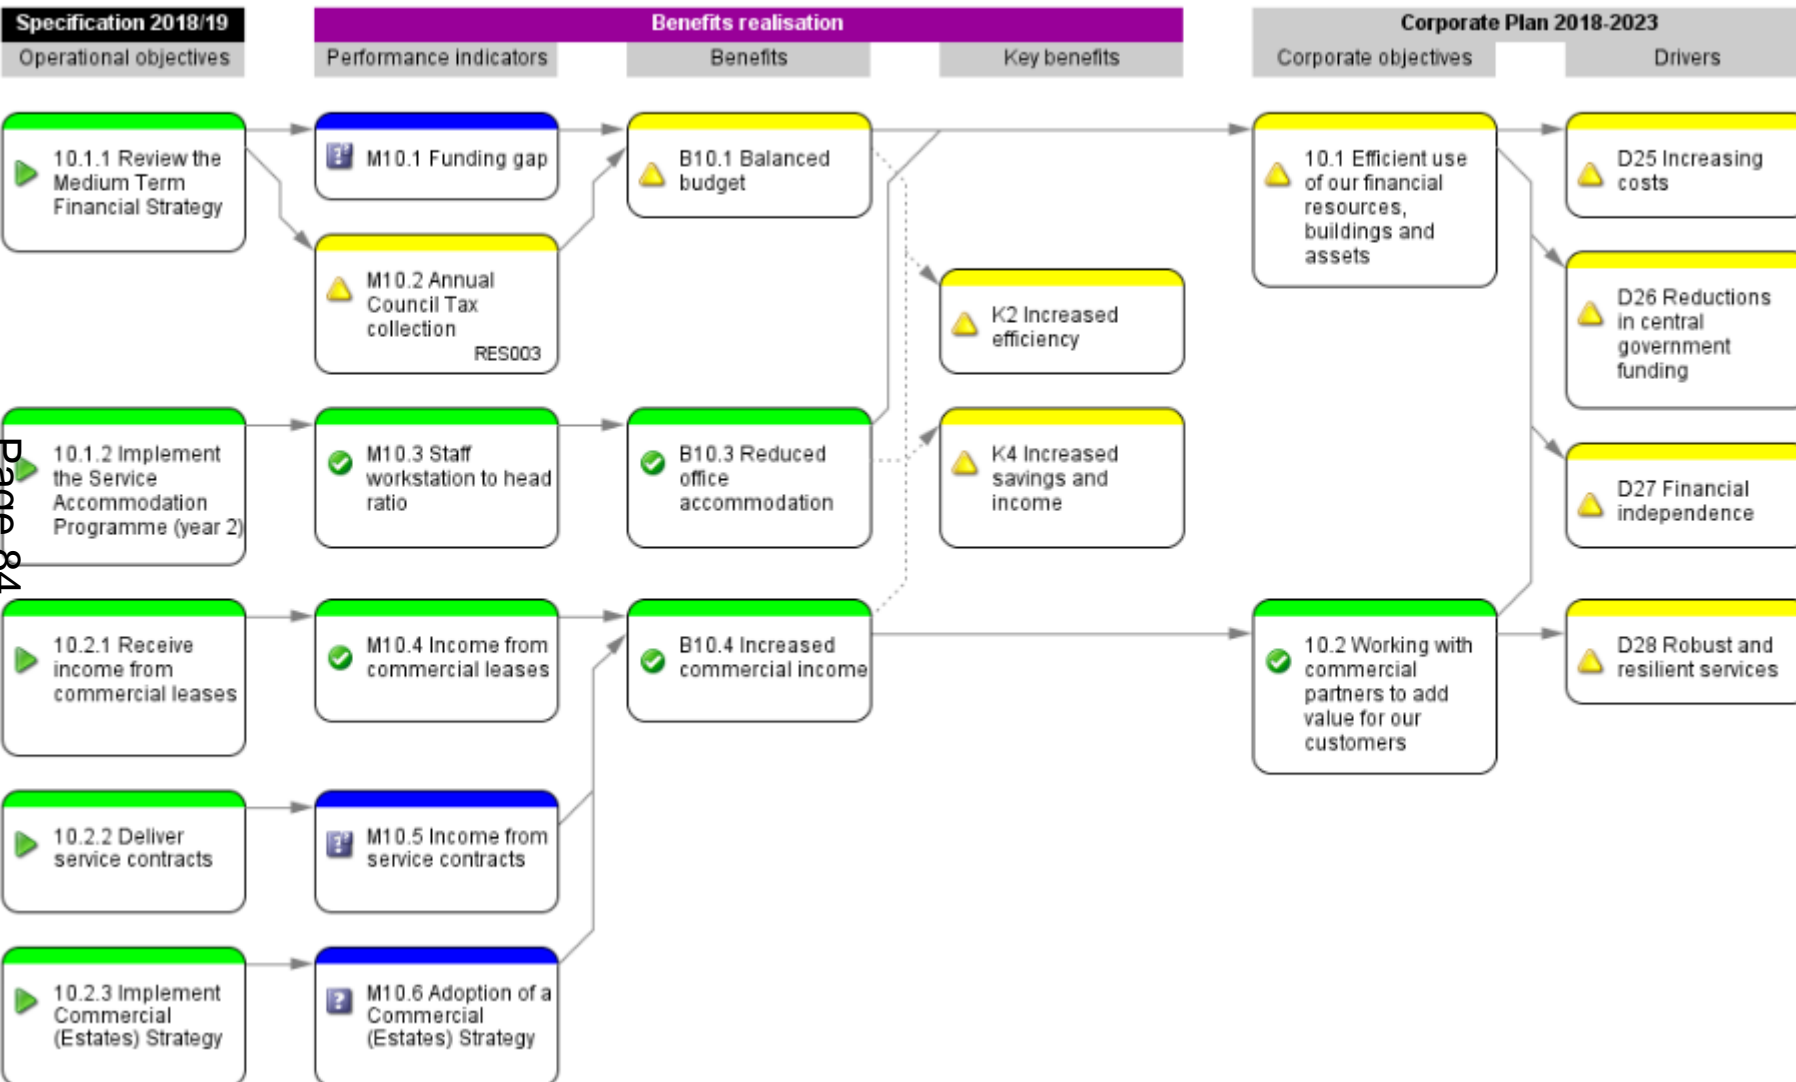 Specification 2018/19
Benefits realisation
Corporate Plan 2018-2023
Operational objectives
Performance indicators
Benefits
Key benefits
Corporate objectives
Drivers
10.1.1 Review the
Medium Term
Financial Strategy
M10.1 Funding gap
B10.1 Balanced
budget
10.1 Efficient use
of our financial
resources,
buildings and
assets
D25 Increasing
costs
M10.2 Annual
Council Tax
collection
RES003
K2 Increased
efficiency
D26 Reductions
in central
government
funding
10.1.2 Implement
the Service
Accommodation
Programme (year 2)
M10.3 Staff
workstation to head
ratio
B10.3 Reduced
office
accommodation
K4 Increased
savings and
income
D27 Financial
independence
Page 84
10.2.1 Receive
income from
commercial leases
M10.4 Income from
commercial leases
B10.4 Increased
commercial income
10.2 Working with
commercial
partners to add
value for our
customers
D28 Robust and
resilient services
10.2.2 Deliver
service contracts
M10.5 Income from
service contracts
10.2.3 Implement
Commercial
(Estates) Strategy
M10.6 Adoption of a
Commercial
(Estates) Strategy